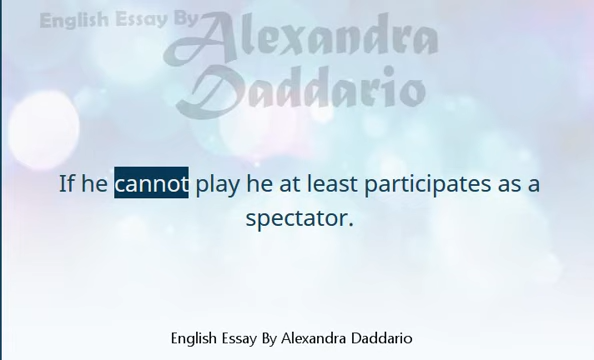 English Essay By
Alexandra
Daddario
If he cannot play he at least participates as a
spectator.
English Essay By Alexandra Daddario